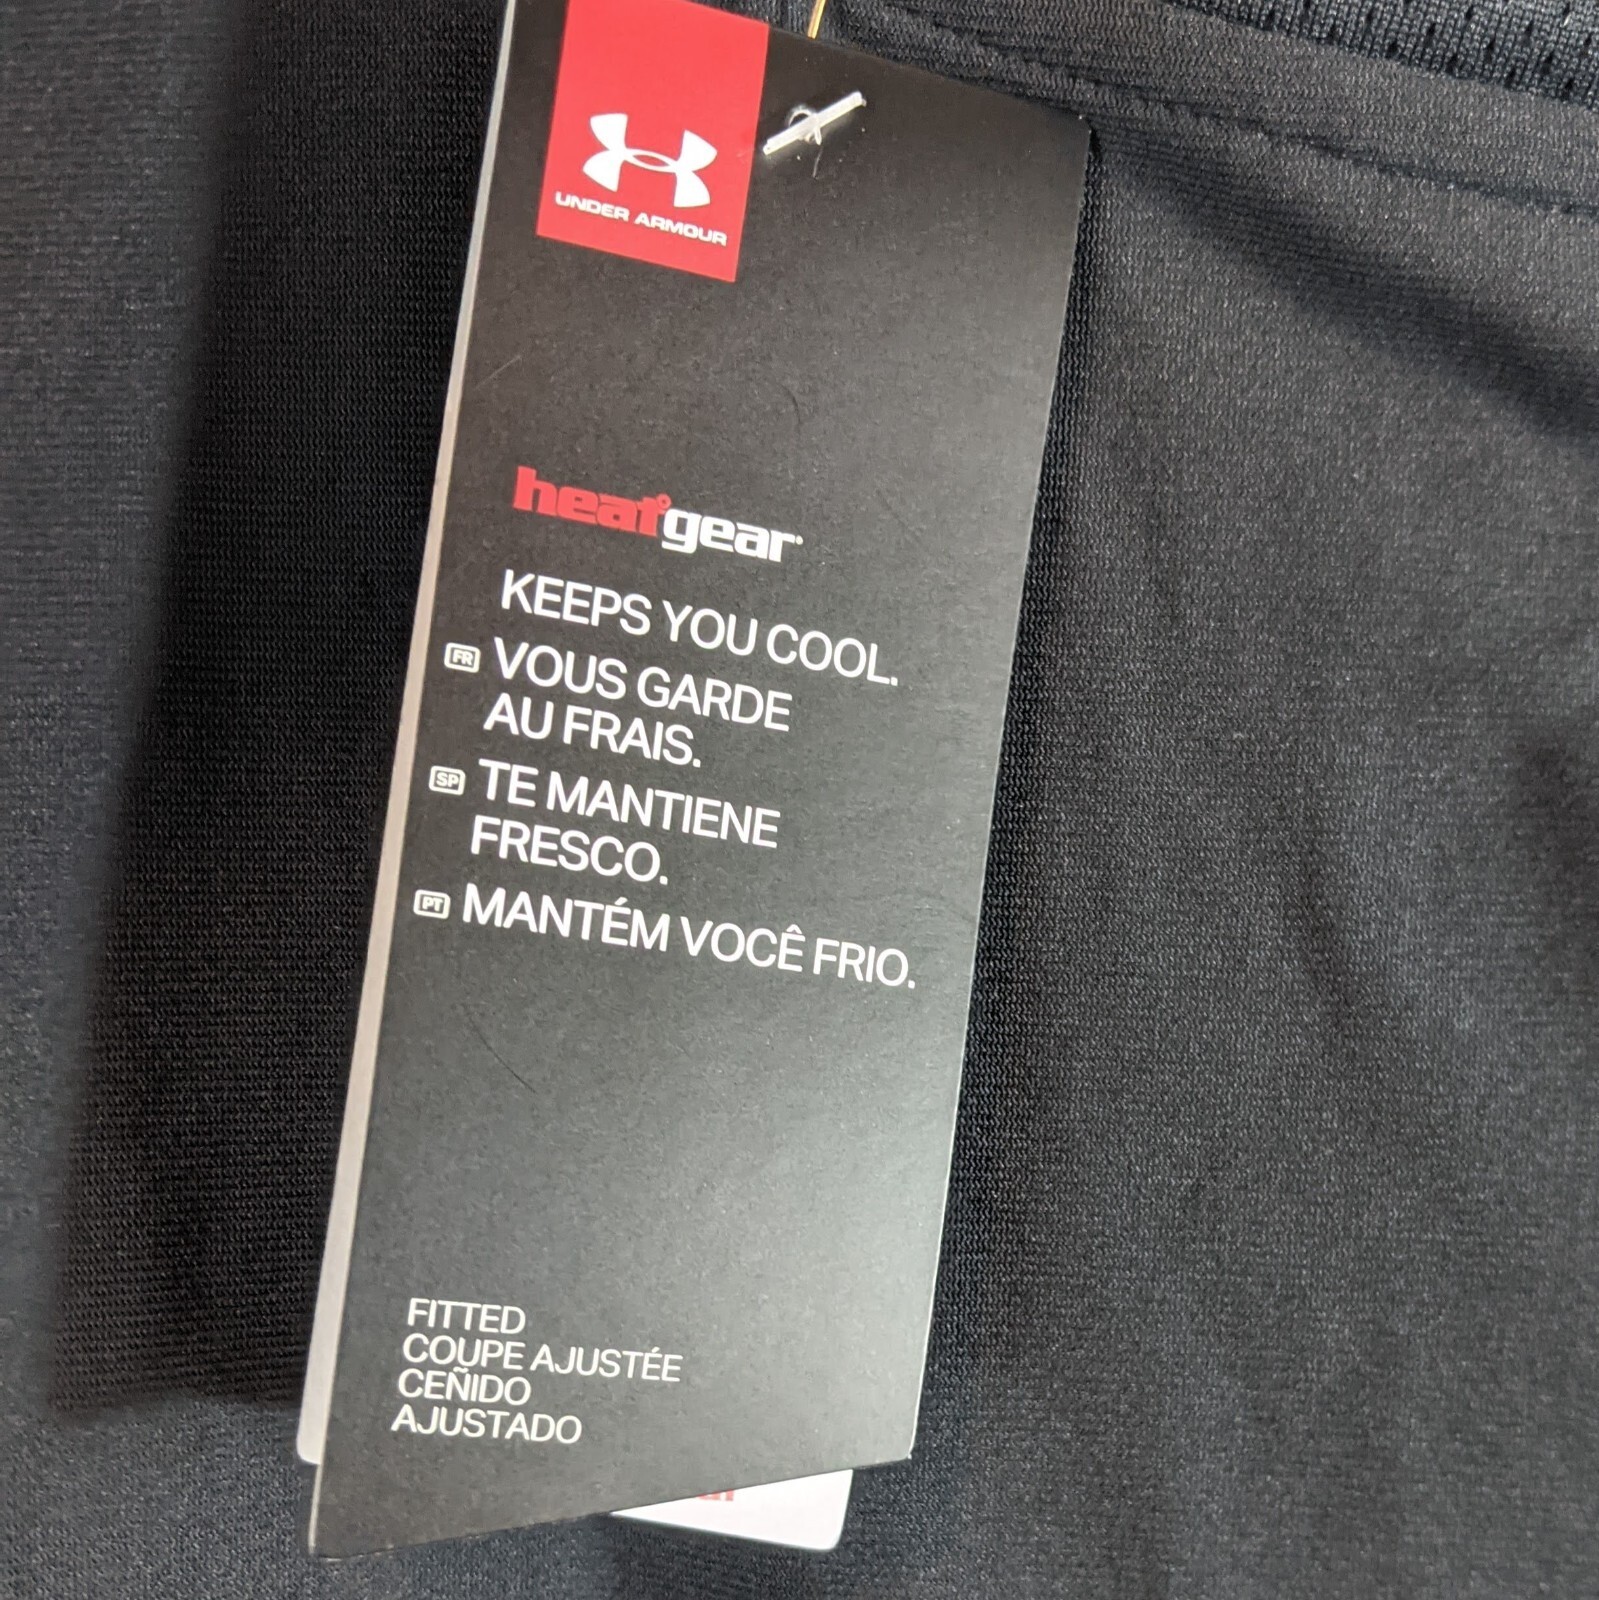 UNDER ARMOUR
heatgear
KEEPS YOU COOL.
FR VOUS GARDE
AU FRAIS.
SP TE MANTIENE
FRESCO.
PT MANTÉM VOCÊ FRIO.
FITTED
COUPE AJUSTÉE
CEÑIDO
AJUSTADO